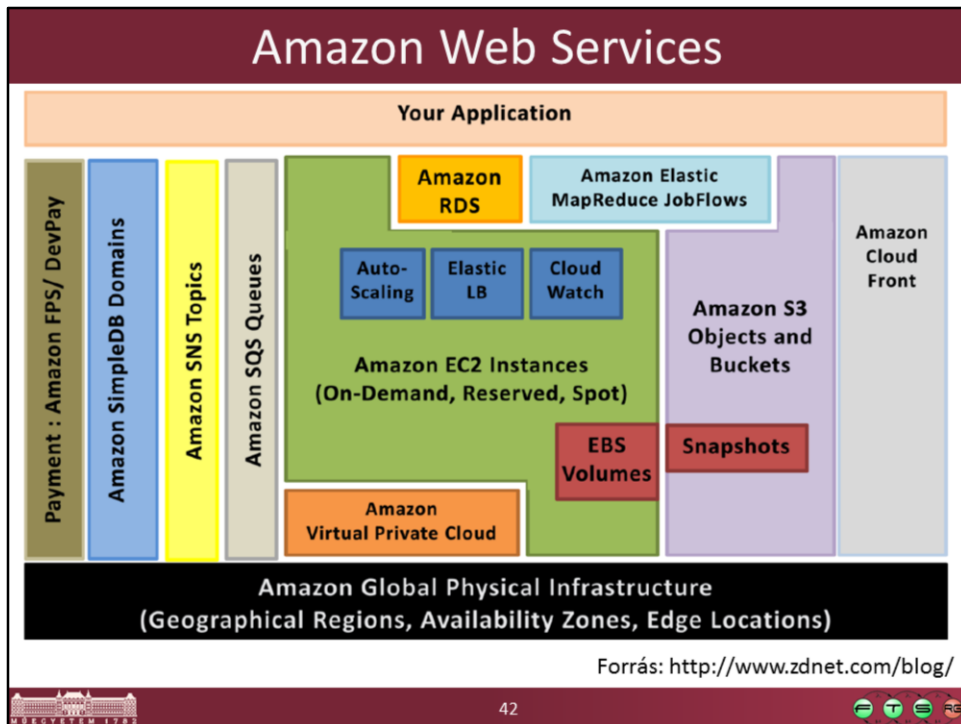 Amazon Web Services
Your Application
Payment : Amazon FPS/ DevPay
Amazon SimpleDB Domains
Amazon SNS Topics
Amazon SQS Queues
Amazon
RDS
Amazon Elastic
MapReduce JobFlows
Auto-
Scaling
Elastic
LB
Cloud
Watch
Amazon EC2 Instances
(On-Demand, Reserved, Spot)
EBS
Volumes
Amazon
Virtual Private Cloud
Amazon S3
Objects and
Buckets
Snapshots
Amazon
Cloud
Front
Amazon Global Physical Infrastructure
(Geographical Regions, Availability Zones, Edge Locations)
Forrás: http://www.zdnet.com/blog/
MŰEGYETEM 1782
42
F T S RG